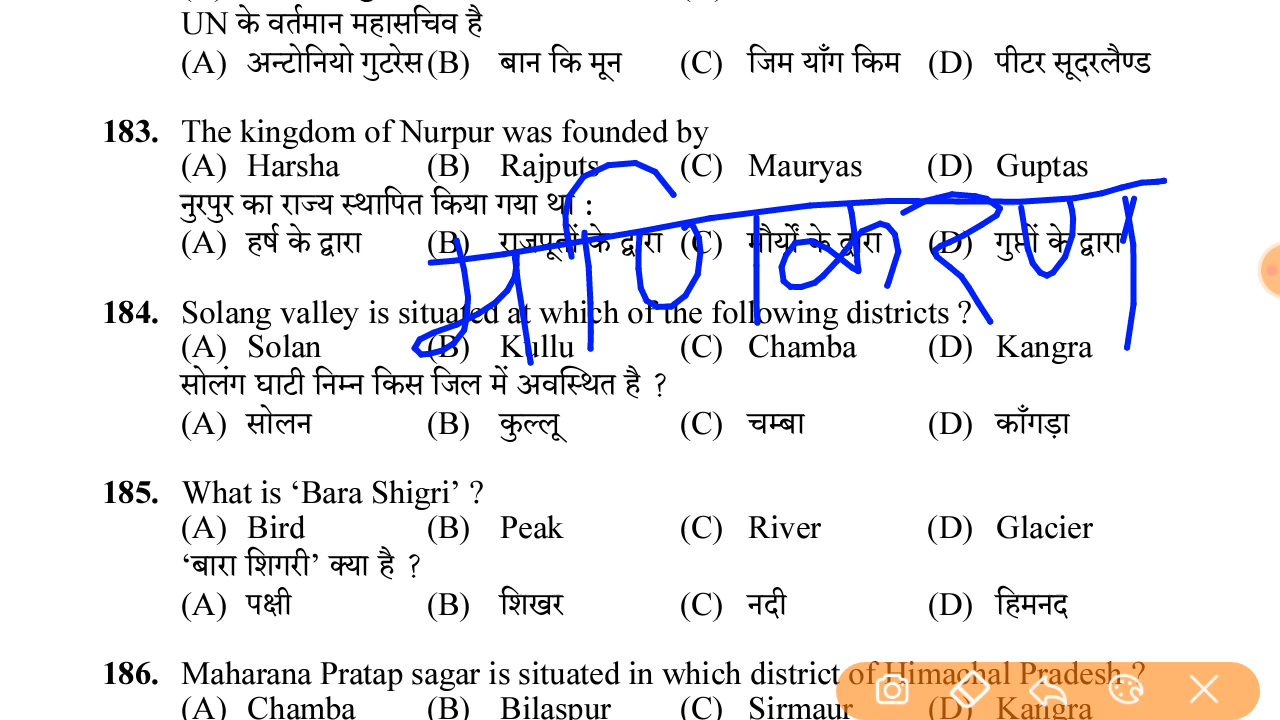 UN के वर्तमान महासचिव है
(A) अन्टोनियो गुटरेस (B) बान कि मून (C) जिम याँग किम (D) पीटर सूदरलैण्ड
183. The kingdom of Nurpur was founded by
(A) Harsha (B) Rajputs (C) Mauryas (D) Guptas
नुरपुर का राज्य स्थापित किया गया था :
(A) हर्ष के द्वारा (B) राजपूतों के द्वारा (C) मौर्यों के द्वारा (D) गुप्तों के द्वारा
मणिकरण
184. Solang valley is situated at which of the following districts ?
(A) Solan (B) Kullu (C) Chamba (D) Kangra
सोलंग घाटी निम्न किस जिल में अवस्थित है ?
(A) सोलन (B) कुल्लू (C) चम्बा (D) काँगड़ा
185. What is ‘Bara Shigri’ ?
(A) Bird (B) Peak (C) River (D) Glacier
‘बारा शिगरी’ क्या है ?
(A) पक्षी (B) शिखर (C) नदी (D) हिमनद
186. Maharana Pratap sagar is situated in which district of Himachal Pradesh ?
(A) Chamba (B) Bilaspur (C) Sirmaur (D) Kangra